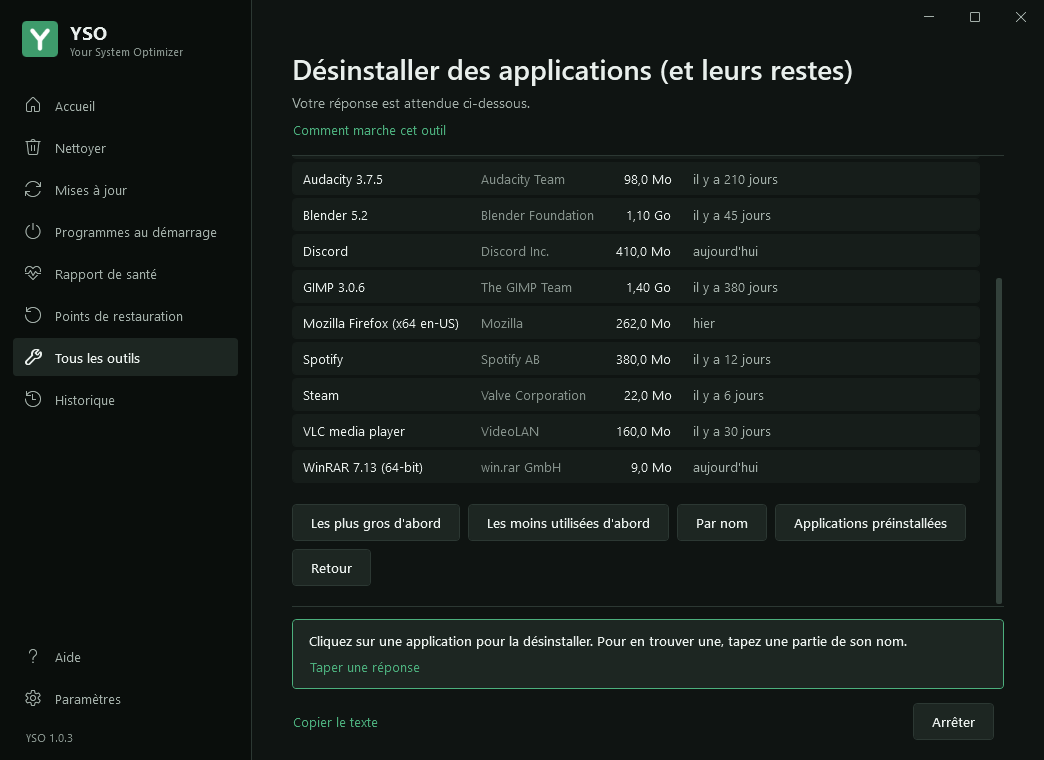 YSO
Your System Optimizer
Accueil
Nettoyer
Mises à jour
Programmes au démarrage
Rapport de santé
Points de restauration
Tous les outils
Historique
Aide
Paramètres
YSO 1.0.3
Désinstaller des applications (et leurs restes)
Votre réponse est attendue ci-dessous.
Comment marche cet outil
Audacity 3.7.5 Audacity Team 98,0 Mo il y a 210 jours
Blender 5.2 Blender Foundation 1,10 Go il y a 45 jours
Discord Discord Inc. 410,0 Mo aujourd'hui
GIMP 3.0.6 The GIMP Team 1,40 Go il y a 380 jours
Mozilla Firefox (x64 en-US) Mozilla 262,0 Mo hier
Spotify Spotify AB 380,0 Mo il y a 12 jours
Steam Valve Corporation 22,0 Mo il y a 6 jours
VLC media player VideoLAN 160,0 Mo il y a 30 jours
WinRAR 7.13 (64-bit) win.rar GmbH 9,0 Mo aujourd'hui
Les plus gros d'abord Les moins utilisées d'abord Par nom Applications préinstallées
Retour
Cliquez sur une application pour la désinstaller. Pour en trouver une, tapez une partie de son nom.
Taper une réponse
Copier le texte Arrêter